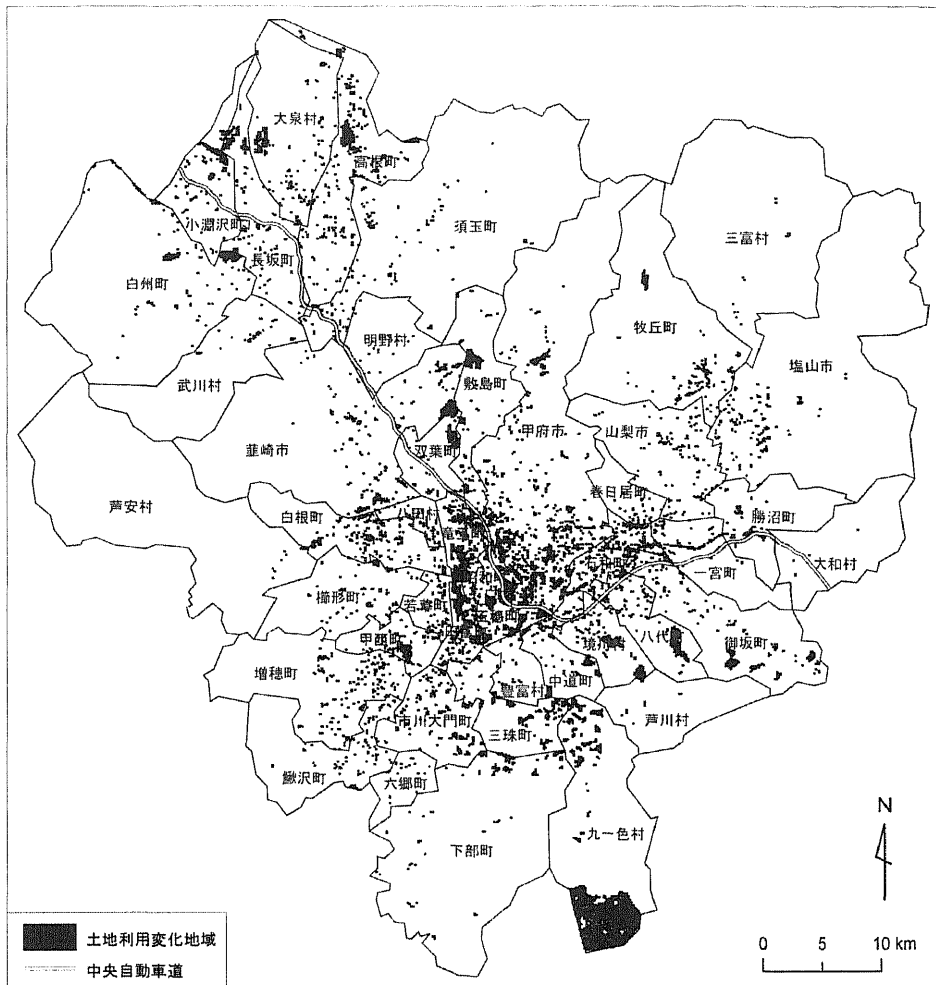 大泉村
高根町
小淵沢町
須玉町
三富村
白州町
長坂町
牧丘町
明野村
塩山市
武川村
敷島町
甲府市
山梨市
双葉町
韮崎市
春日居町
芦安村
白根町
八田村
勝沼町
大和村
石和町
一宮町
櫛形町
若草町
甲西町
八代
御坂町
境川村
増穂町
豊富村
中道町
市川大門町
三珠町
芦川村
鰍沢町
六郷町
九一色村
下部町
N
土地利用変化地域
中央自動車道
0 5 10 km